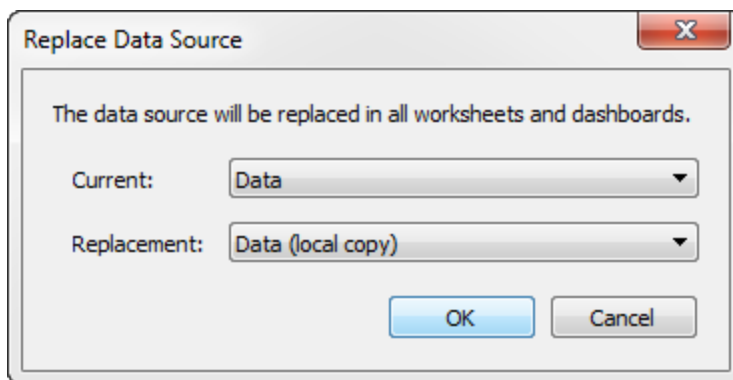 Replace Data Source
The data source will be replaced in all worksheets and dashboards.
Current: Data
Replacement: Data (local copy)
OK Cancel